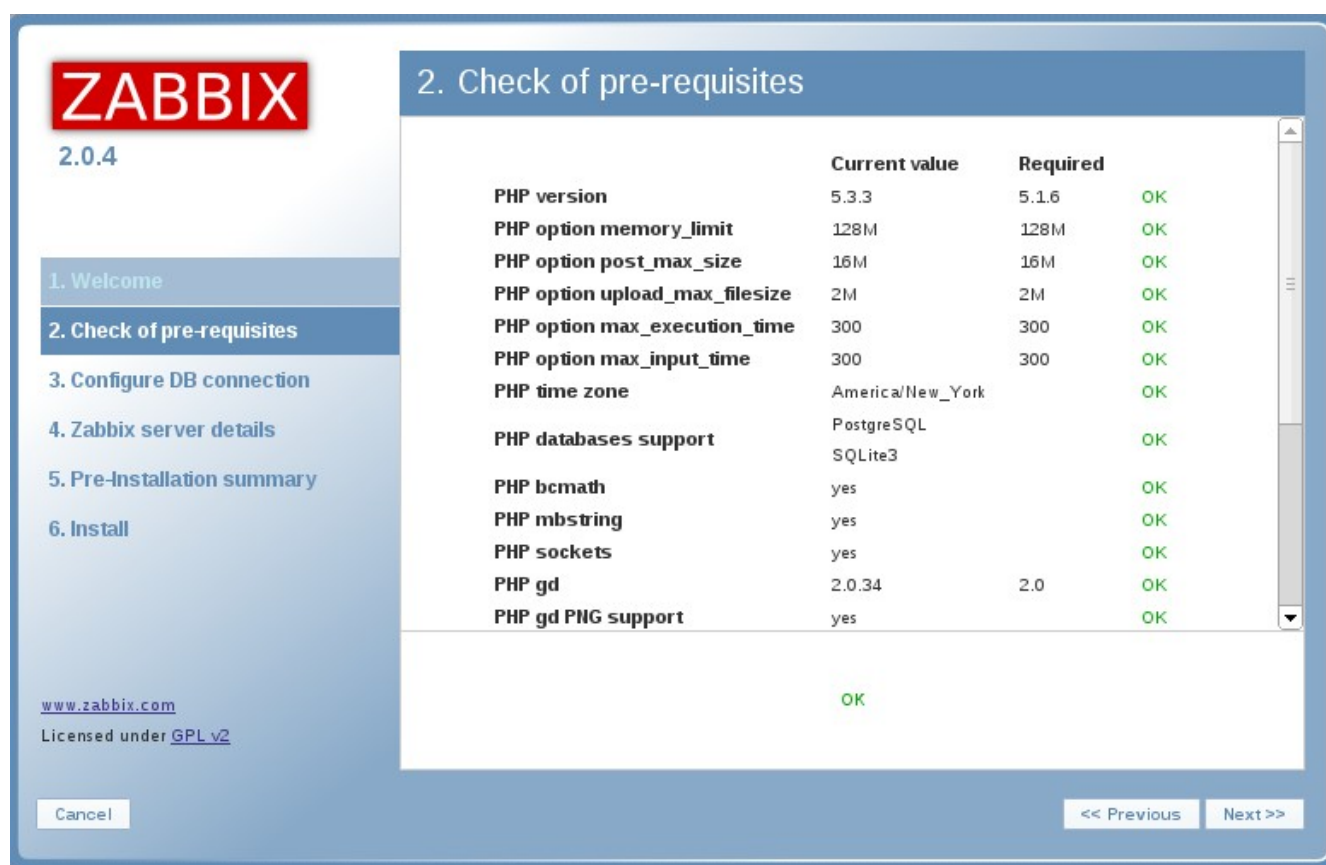 ZABBIX
2.0.4
1. Welcome
2. Check of pre-requisites
3. Configure DB connection
4. Zabbix server details
5. Pre-Installation summary
6. Install
www.zabbix.com
Licensed under GPL v2
2. Check of pre-requisites
Current value Required
PHP version 5.3.3 5.1.6 OK
PHP option memory_limit 128M 128M OK
PHP option post_max_size 16M 16M OK
PHP option upload_max_filesize 2M 2M OK
PHP option max_execution_time 300 300 OK
PHP option max_input_time 300 300 OK
PHP time zone America/New_York OK
PHP databases support PostgreSQL SQLite3 OK
PHP bcmath yes OK
PHP mbstring yes OK
PHP sockets yes OK
PHP gd 2.0.34 2.0 OK
PHP gd PNG support yes OK
OK
Cancel << Previous Next >>